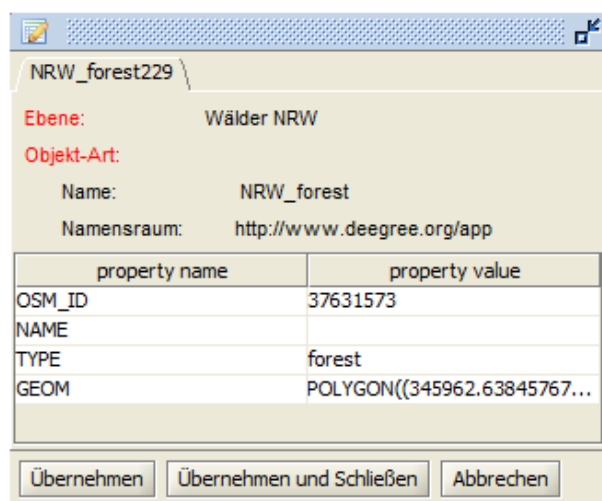 NRW_forest229
Ebene: Wälder NRW
Objekt-Art:
Name: NRW_forest
Namensraum: http://www.deegree.org/app
property name property value
OSM_ID 37631573
NAME
TYPE forest
GEOM POLYGON((345962.63845767...
Übernehmen Übernehmen und Schließen Abbrechen